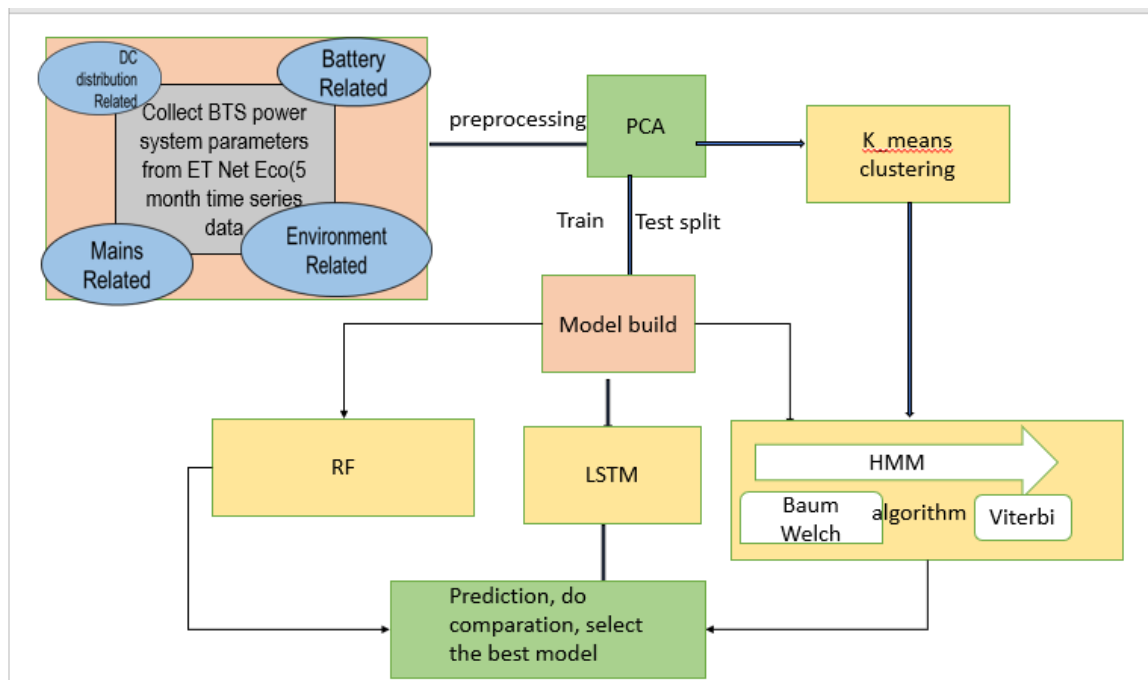 DC
distribution
Related
Battery
Related
Collect BTS power
system parameters
from ET Net Eco(5
month time series
data
Mains
Related
Environment
Related
preprocessing
PCA
K_means
clustering
Train
Test split
Model build
RF
LSTM
HMM
Baum
Welch
algorithm
Viterbi
Prediction, do
comparation, select
the best model